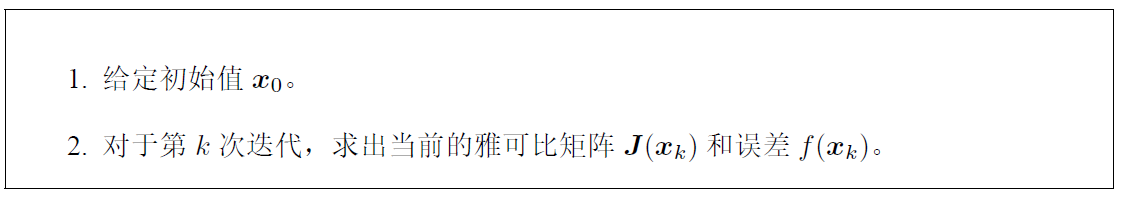 1. 给定初始值 x₀。
2. 对于第 k 次迭代，求出当前的雅可比矩阵 J(xₖ) 和误差 f(xₖ)。